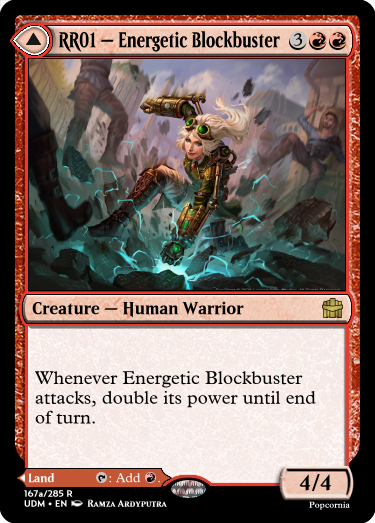 RR01 – Energetic Blockbuster 3
Creature — Human Warrior
Whenever Energetic Blockbuster
attacks, double its power until end
of turn.
Land : Add .
4/4
167a/285 R
UDM • EN Ramza Ardyputra
Popcornia